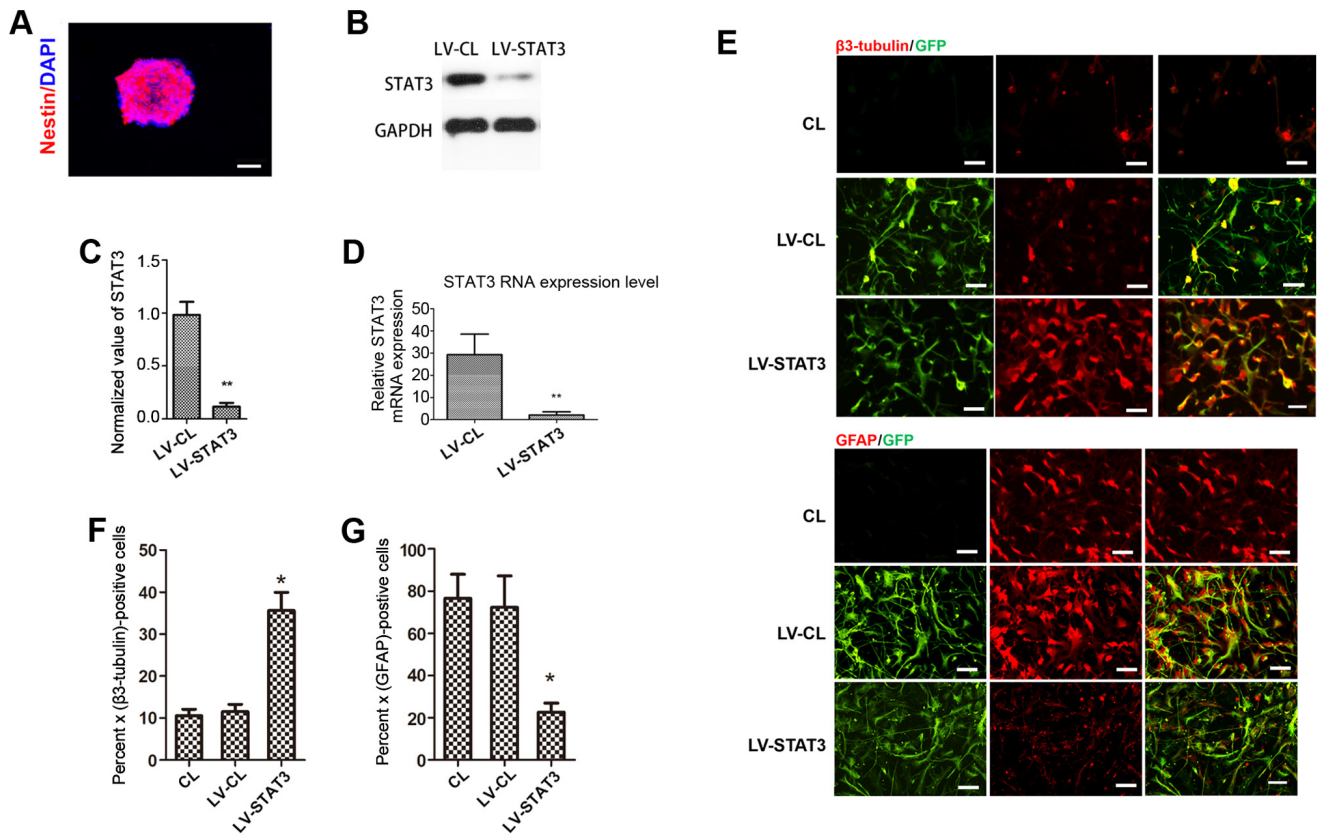 A
Nestin/DAPI
B
LV-CL LV-STAT3
STAT3
GAPDH
C
Normalized value of STAT3
1.5
1.0
0.5
0.0
**
LV-CL
LV-STAT3
D
STAT3 RNA expression level
Relative STAT3
mRNA expression
50
40
30
20
10
0
**
LV-CL
LV-STAT3
E
β3-tubulin/GFP
CL
LV-CL
LV-STAT3
GFAP/GFP
CL
LV-CL
LV-STAT3
F
Percent x (β3-tubulin)-positive cells
50
40
30
20
10
0
*
CL
LV-CL
LV-STAT3
G
Percent x (GFAP)-postive cells
100
80
60
40
20
0
*
CL
LV-CL
LV-STAT3